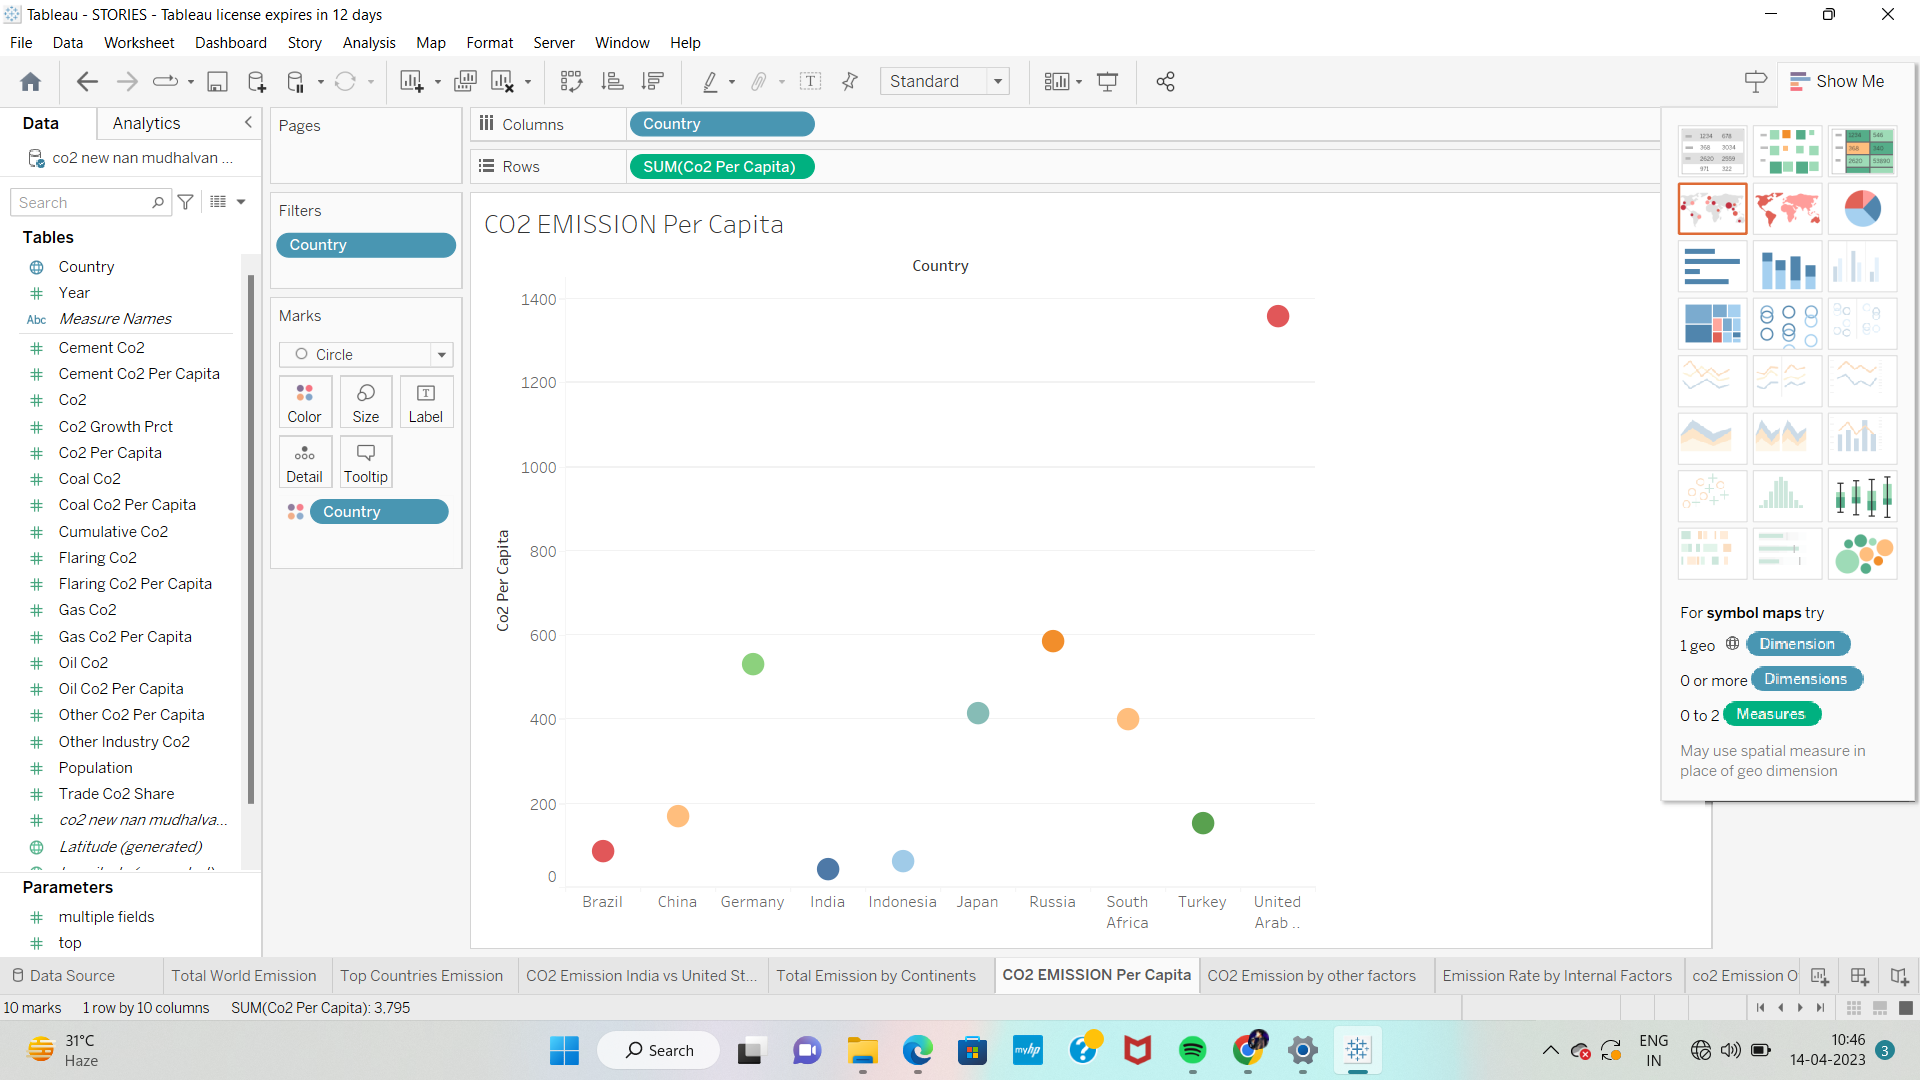 Tableau - STORIES - Tableau license expires in 12 days
File Data Worksheet Dashboard Story Analysis Map Format Server Window Help
Standard
Show Me
Data Analytics
co2 new nan mudhalvan ...
Search
Tables
Country
Year
Abc Measure Names
Cement Co2
Cement Co2 Per Capita
Co2
Co2 Growth Prct
Co2 Per Capita
Coal Co2
Coal Co2 Per Capita
Cumulative Co2
Flaring Co2
Flaring Co2 Per Capita
Gas Co2
Gas Co2 Per Capita
Oil Co2
Oil Co2 Per Capita
Other Co2 Per Capita
Other Industry Co2
Population
Trade Co2 Share
co2 new nan mudhalva...
Latitude (generated)
Parameters
multiple fields
top
Pages
Filters
Country
Marks
Circle
Color Size Label
Detail Tooltip
Country
Columns Country
Rows SUM(Co2 Per Capita)
CO2 EMISSION Per Capita
Country
Co2 Per Capita
1400
1200
1000
800
600
400
200
0
Brazil China Germany India Indonesia Japan Russia South Africa Turkey United Arab ..
For symbol maps try
1 geo Dimension
0 or more Dimensions
0 to 2 Measures
May use spatial measure in
place of geo dimension
Data Source Total World Emission Top Countries Emission CO2 Emission India vs United St... Total Emission by Continents CO2 EMISSION Per Capita CO2 Emission by other factors Emission Rate by Internal Factors co2 Emission O
10 marks 1 row by 10 columns SUM(Co2 Per Capita): 3,795
31°C
Haze
Search
myhp
ENG
IN
10:46
14-04-2023
3